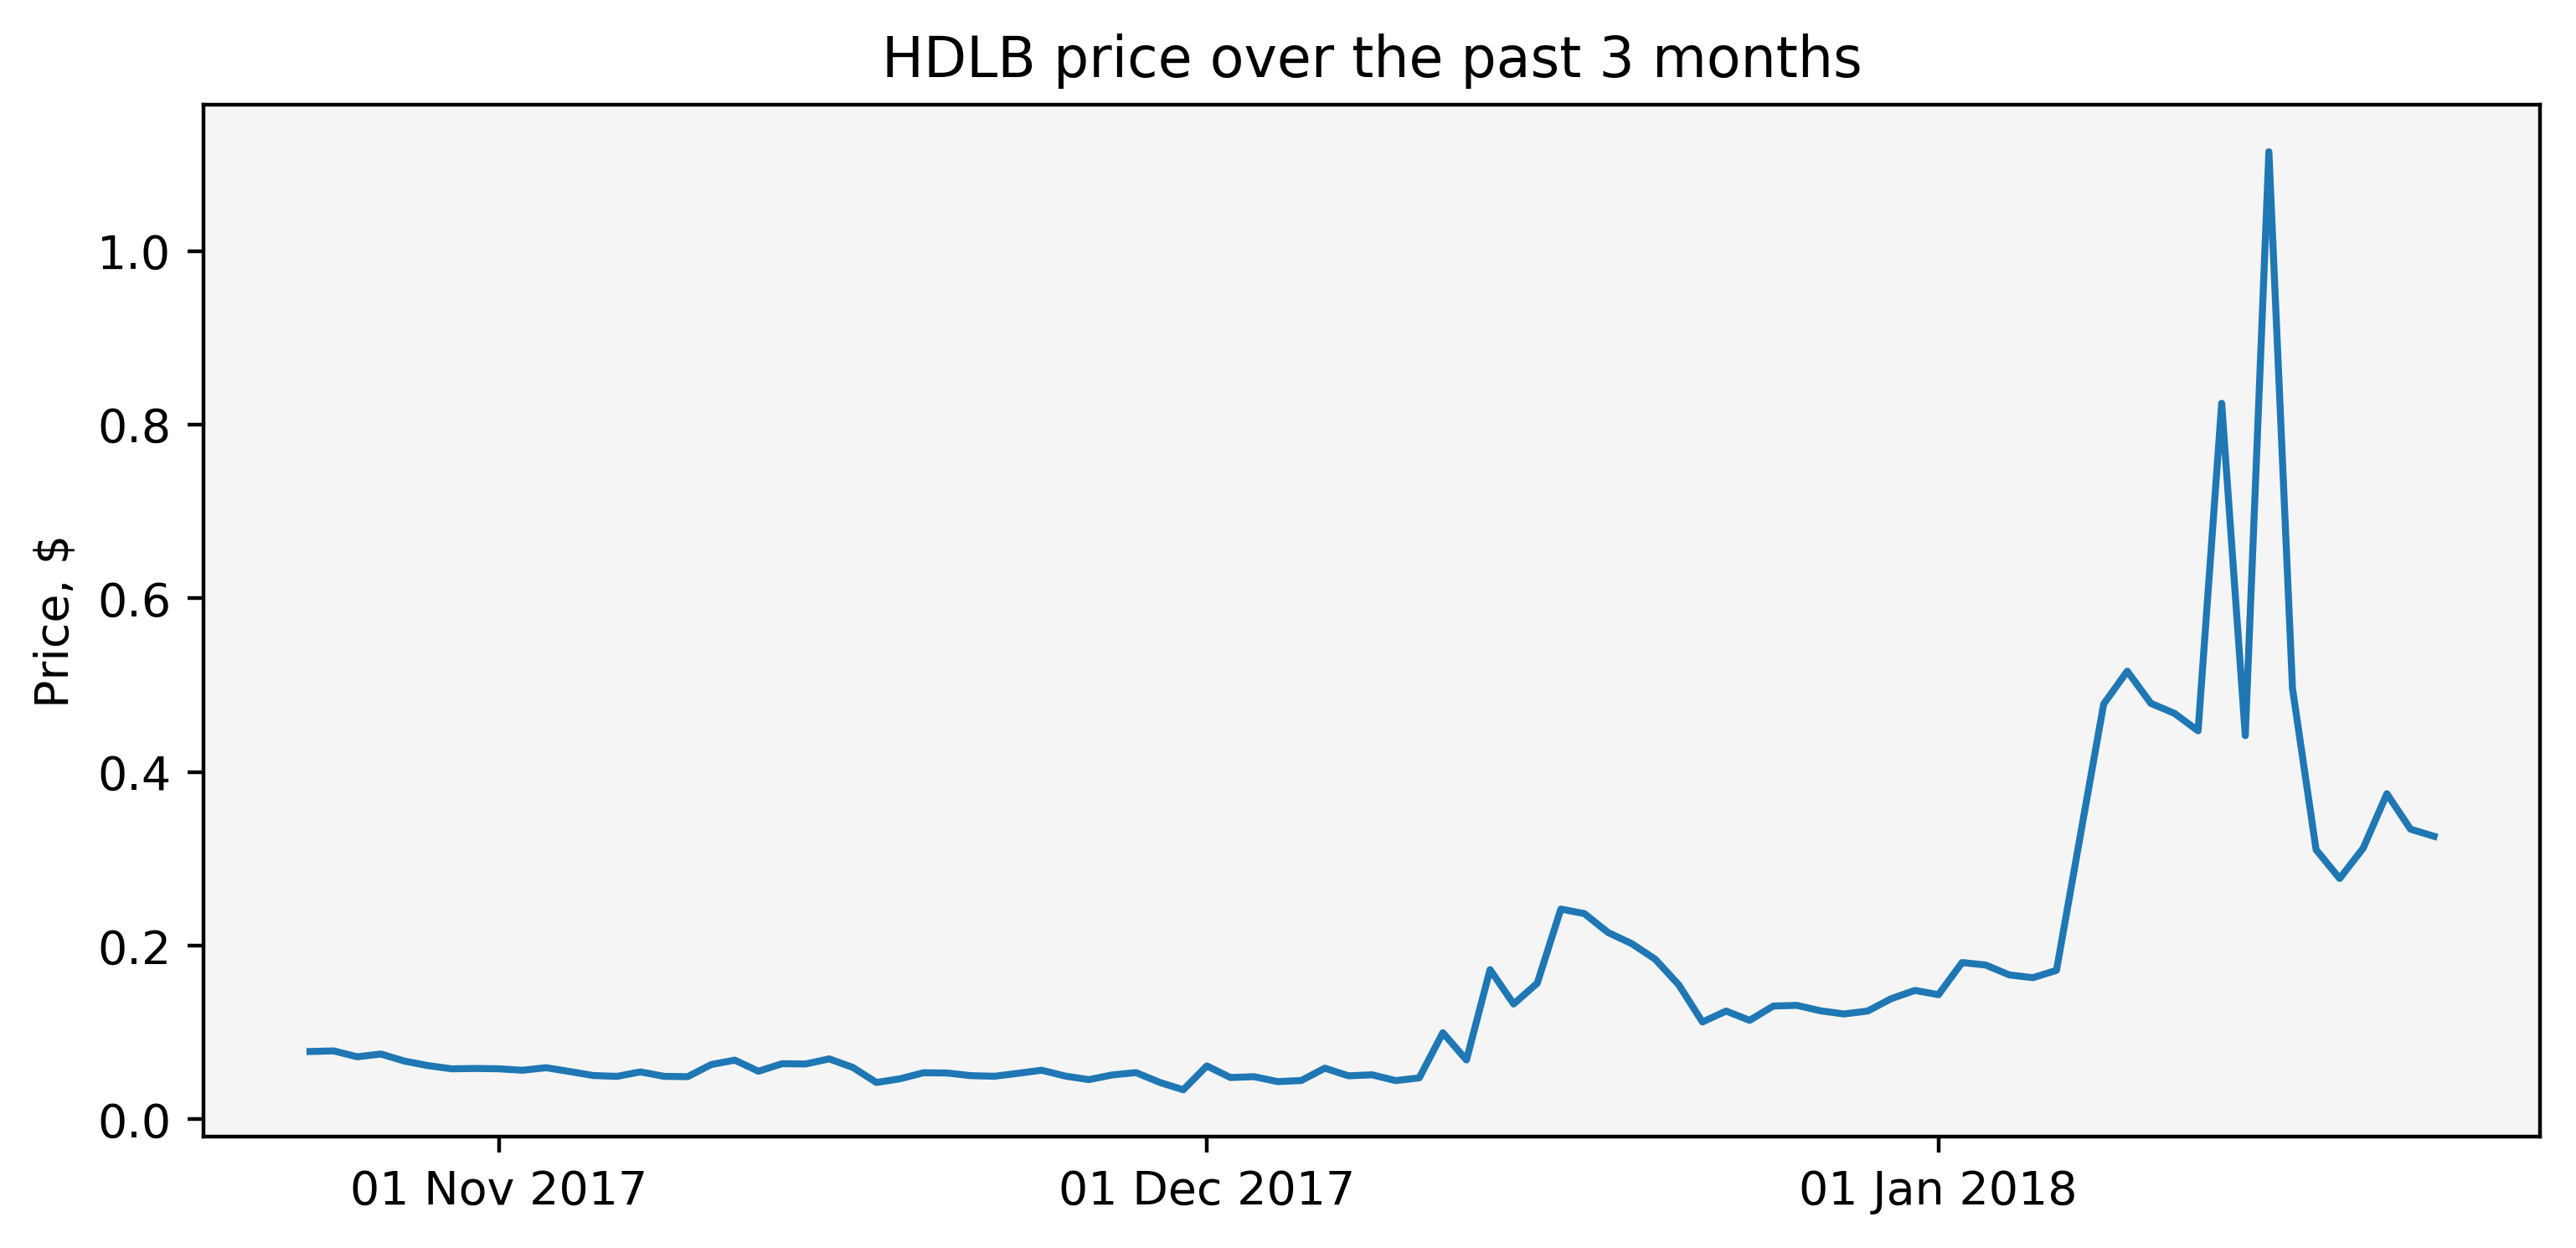 HDLB price over the past 3 months
Price, $
1.0
0.8
0.6
0.4
0.2
0.0
01 Nov 2017
01 Dec 2017
01 Jan 2018